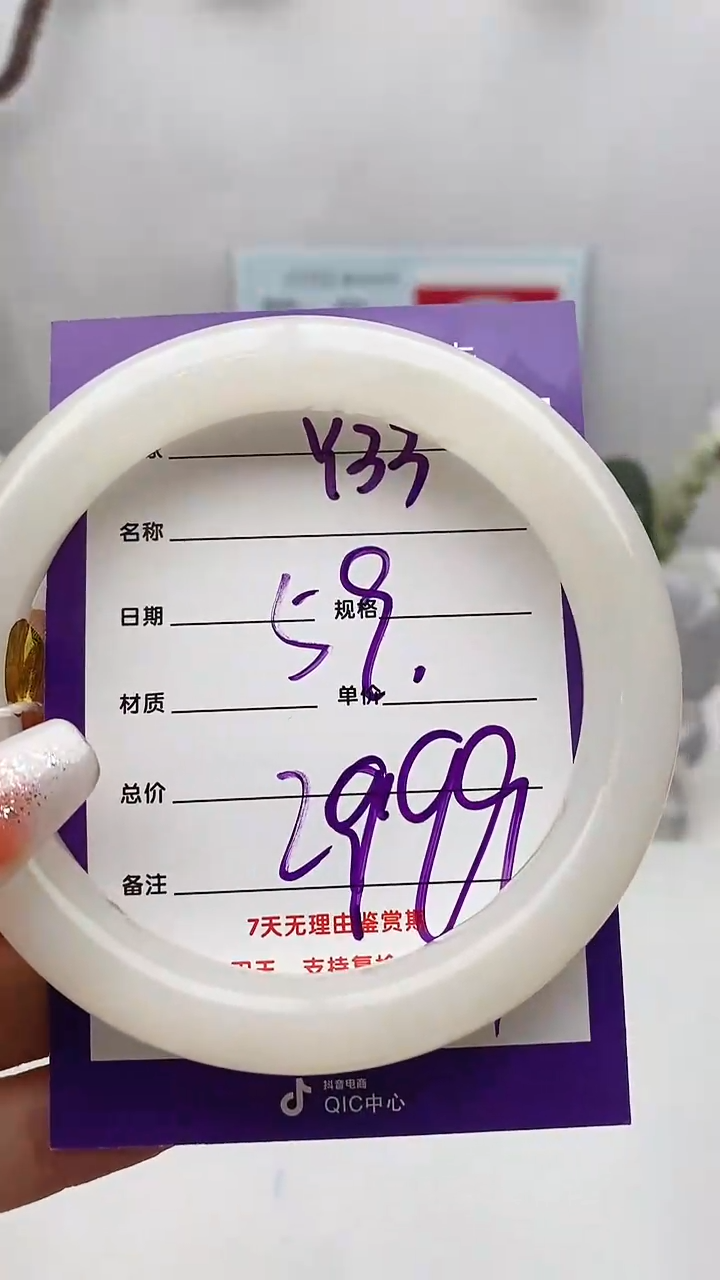 Y33
名称
59.
日期 规格
材质 单价
2999
总价
备注
7天无理由鉴赏期
抖音电商
QIC中心